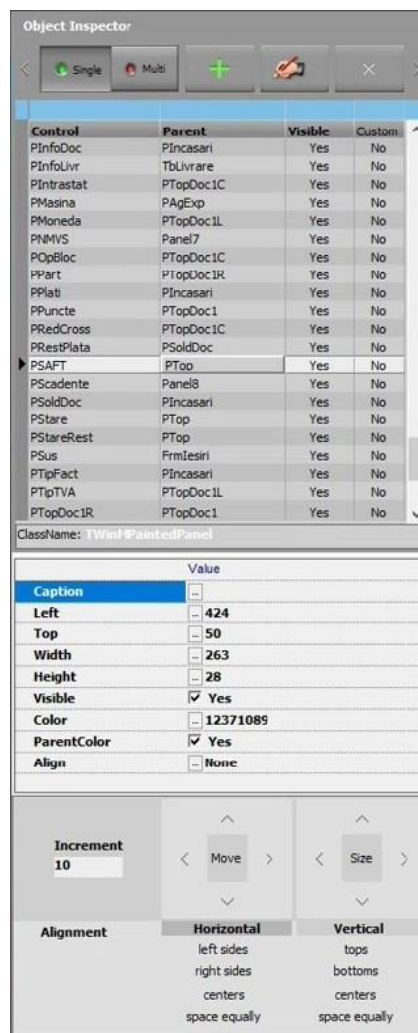 Object Inspector
Single Multi
Control Parent Visible Custom
PInfoDoc PIncasari Yes No
PInfoLivr TbLivrare Yes No
PIntrastat PTopDoc1C Yes No
PMasina PAgExp Yes No
PMoneda PTopDoc1L Yes No
PNMVS Panel7 Yes No
POpBloc PTopDoc1C Yes No
PPart PTopDoc1R Yes No
PPlati PIncasari Yes No
PPuncte PTopDoc1 Yes No
PRedCross PTopDoc1C Yes No
PRestPlata PSoldDoc Yes No
PSAFT PTop Yes No
PScadente Panel8 Yes No
PSoldDoc PIncasari Yes No
PStare PTop Yes No
PStareRest PTop Yes No
PSus FrmIesiri Yes No
PTipFact PIncasari Yes No
PTipTVA PTopDoc1L Yes No
PTopDoc1R PTopDoc1 Yes No
ClassName: TWinMPaintedPanel
Value
Caption ...
Left ... 424
Top ... 50
Width ... 263
Height ... 28
Visible Yes
Color ... 12371089
ParentColor Yes
Align ... None
Increment
10
Move
Size
Alignment Horizontal Vertical
left sides tops
right sides bottoms
centers centers
space equally space equally